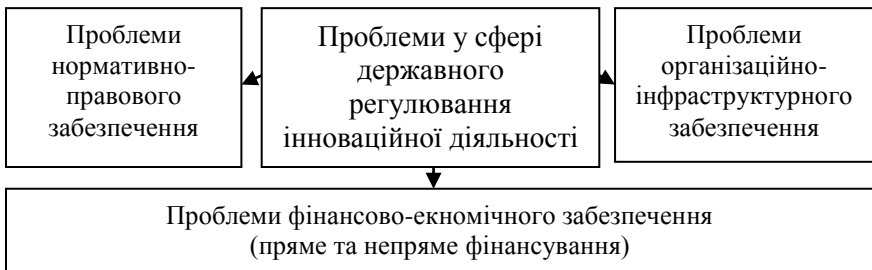 Проблеми
нормативно-
правового
забезпечення
Проблеми у сфері
державного
регулювання
інноваційної діяльності
Проблеми
організаційно-
інфраструктурного
забезпечення
Проблеми фінансово-екномічного забезпечення
(пряме та непряме фінансування)